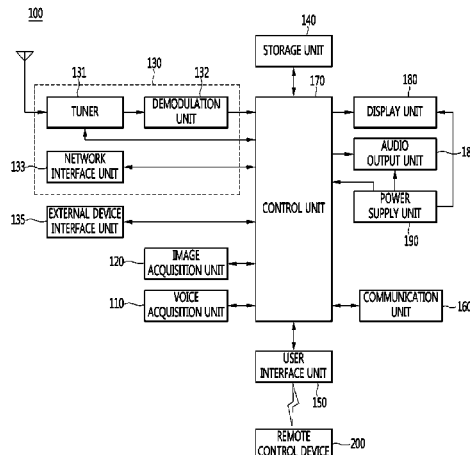 100
140
STORAGE UNIT
131
130
132
170
180
TUNER
DEMODULATION
UNIT
DISPLAY UNIT
AUDIO
OUTPUT UNIT
133
NETWORK
INTERFACE UNIT
CONTROL UNIT
POWER
SUPPLY UNIT
135
EXTERNAL DEVICE
INTERFACE UNIT
190
120
IMAGE
ACQUISITION UNIT
110
VOICE
ACQUISITION UNIT
COMMUNICATION
UNIT
160
USER
INTERFACE UNIT
150
REMOTE
CONTROL DEVICE
200